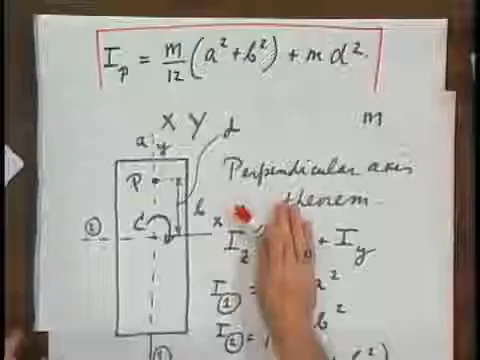 I_p = m/12 (a² + b²) + m d².
X Y d
m
a
y
P
b
Perpendicular axis
theorem
②
C
x
I_z + I_y
I_① = a²
I_② = b²
①